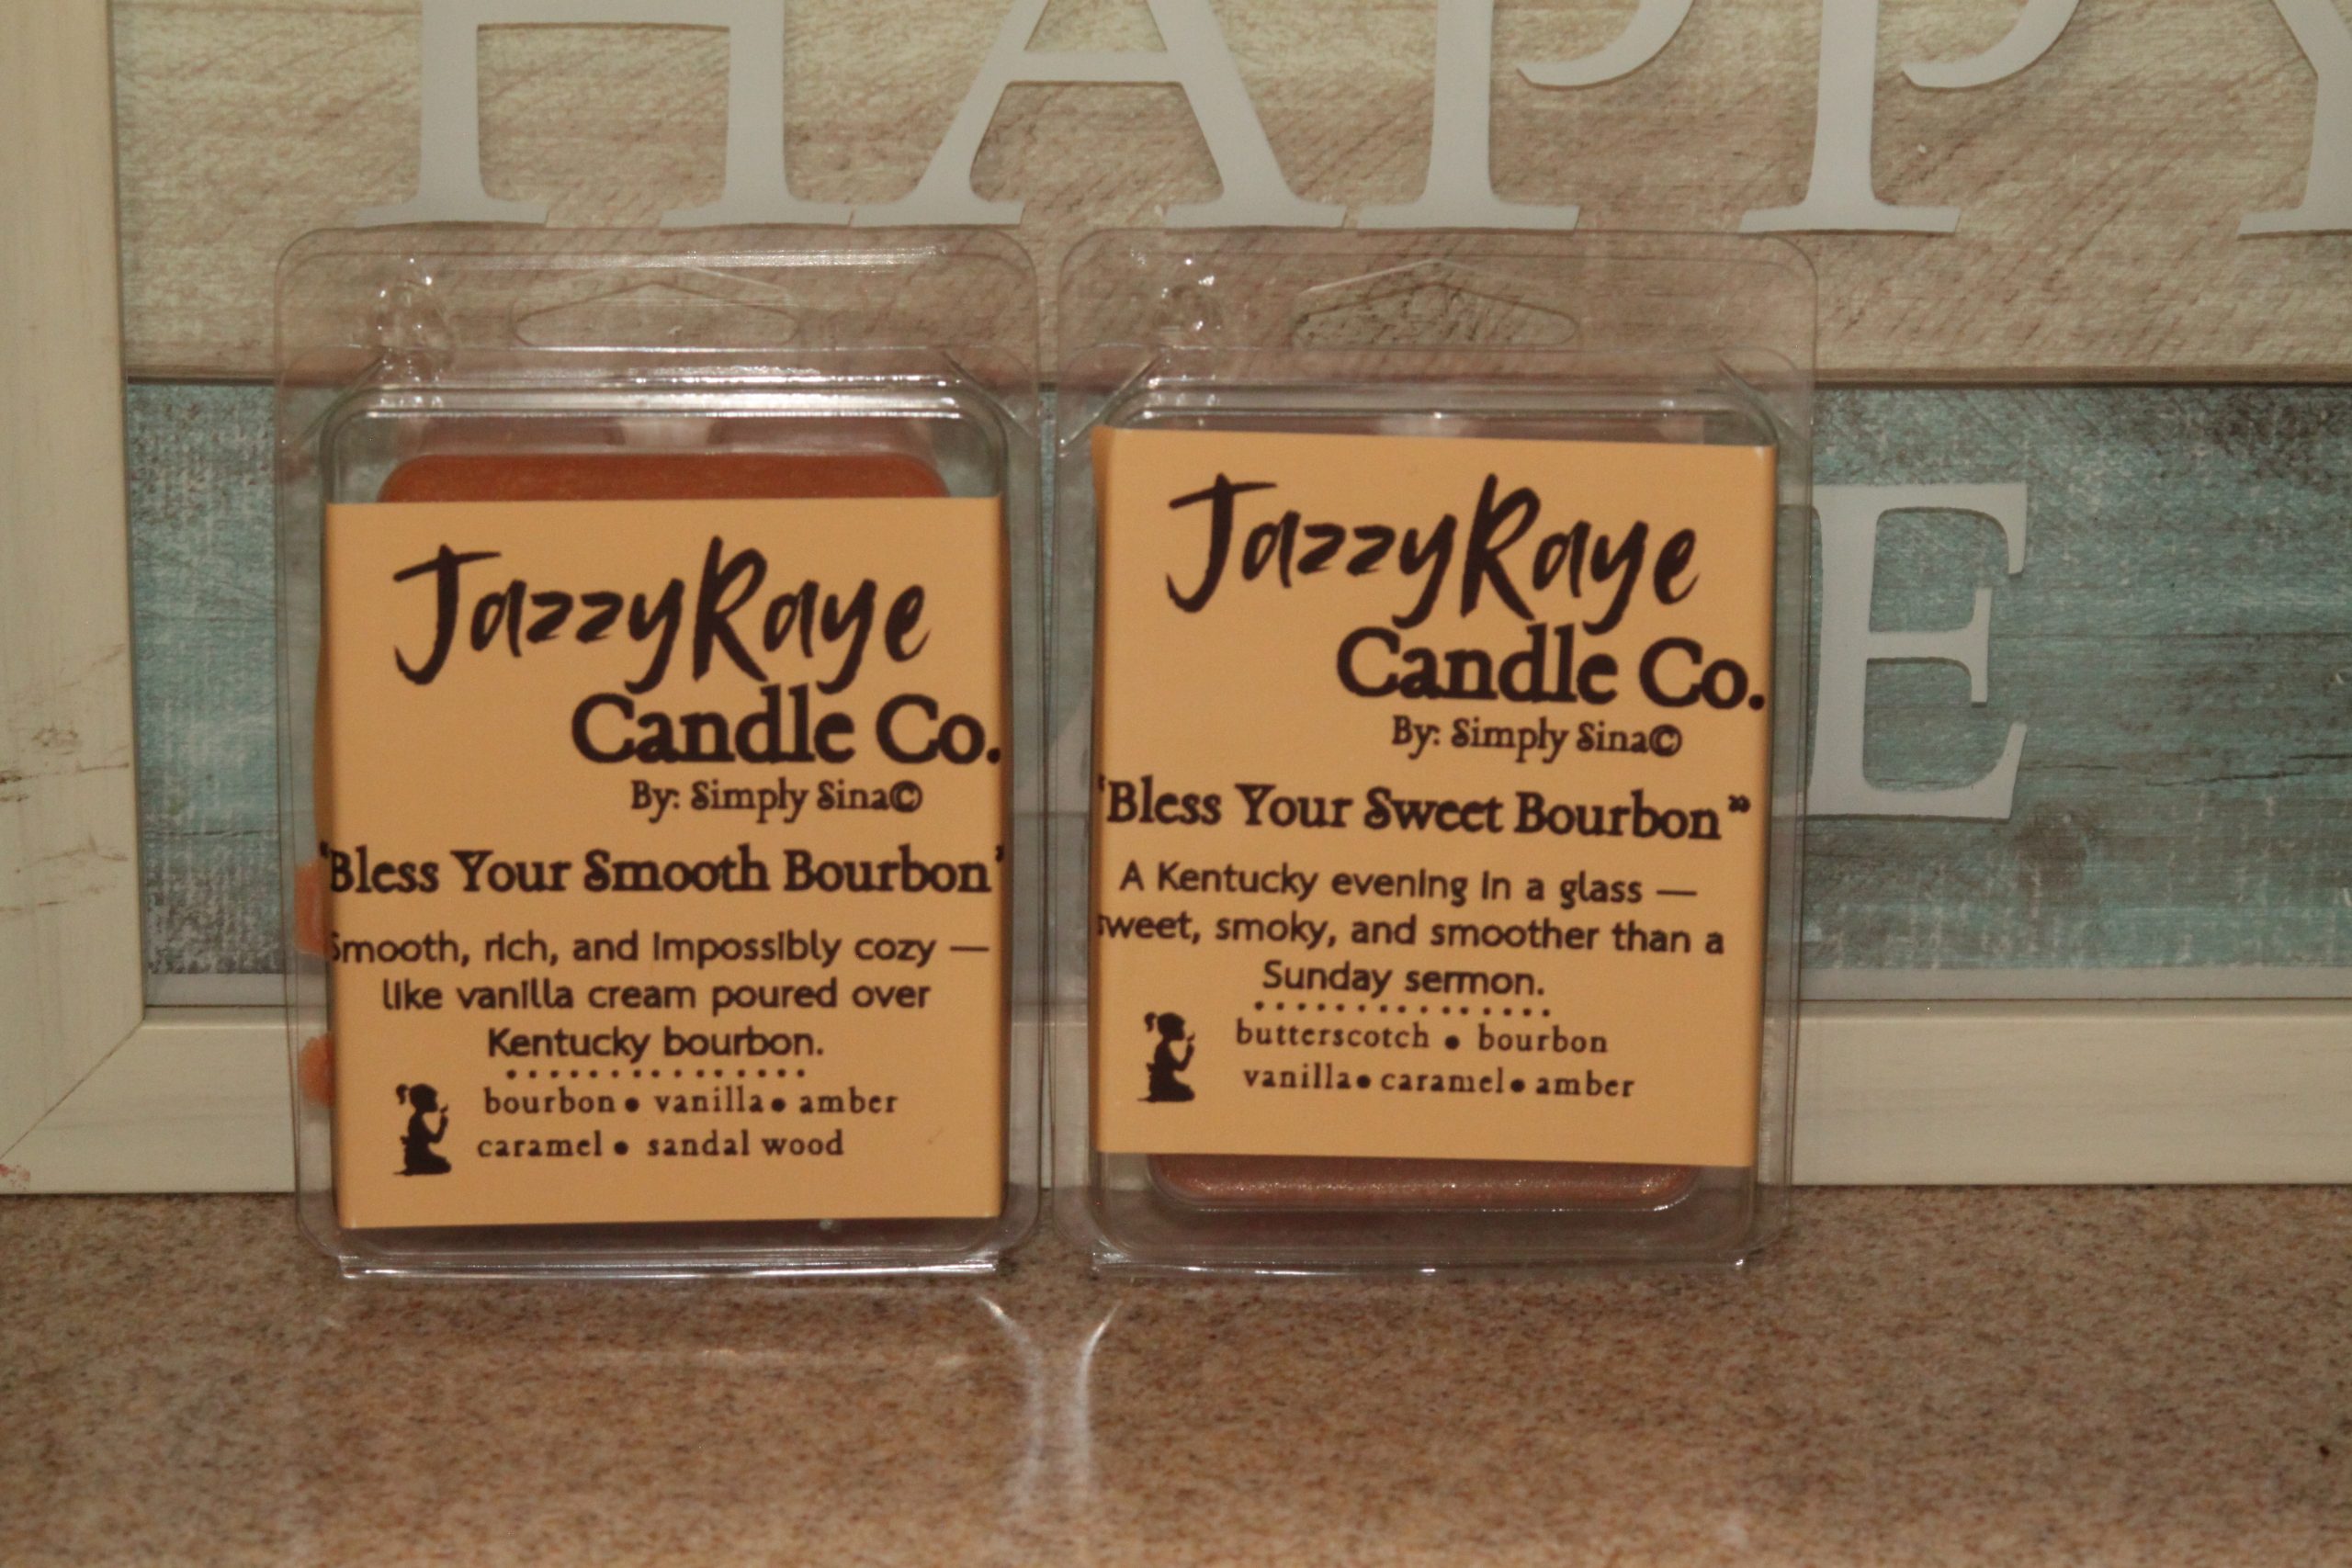 HAPPY
E
JazzyRaye
Candle Co.
By: Simply Sina©
"Bless Your Smooth Bourbon"
Smooth, rich, and impossibly cozy —
like vanilla cream poured over
Kentucky bourbon.
bourbon • vanilla • amber
caramel • sandal wood
JazzyRaye
Candle Co.
By: Simply Sina©
"Bless Your Sweet Bourbon"
A Kentucky evening in a glass —
sweet, smoky, and smoother than a
Sunday sermon.
butterscotch • bourbon
vanilla • caramel • amber